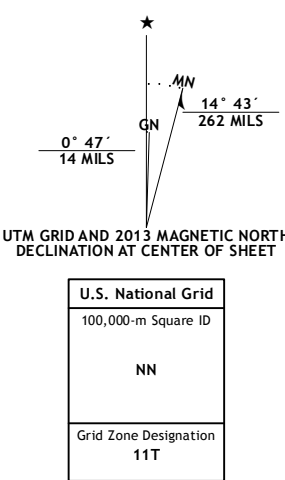 ★
MN
GN
14° 43´
262 MILS
0° 47´
14 MILS
UTM GRID AND 2013 MAGNETIC NORTH
DECLINATION AT CENTER OF SHEET
U.S. National Grid
100,000-m Square ID
NN
Grid Zone Designation
11T